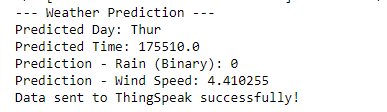 --- Weather Prediction ---
Predicted Day: Thur
Predicted Time: 175510.0
Prediction - Rain (Binary): 0
Prediction - Wind Speed: 4.410255
Data sent to ThingSpeak successfully!